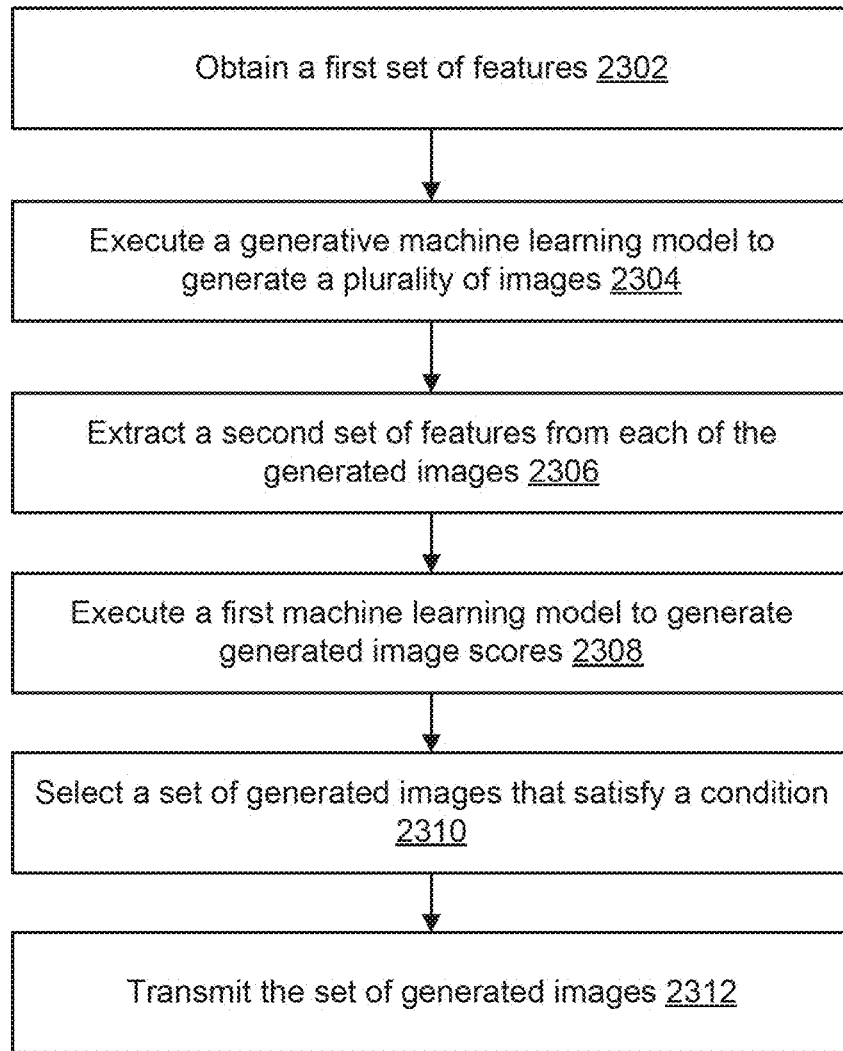 Obtain a first set of features 2302
Execute a generative machine learning model to
generate a plurality of images 2304
Extract a second set of features from each of the
generated images 2306
Execute a first machine learning model to generate
generated image scores 2308
Select a set of generated images that satisfy a condition
2310
Transmit the set of generated images 2312